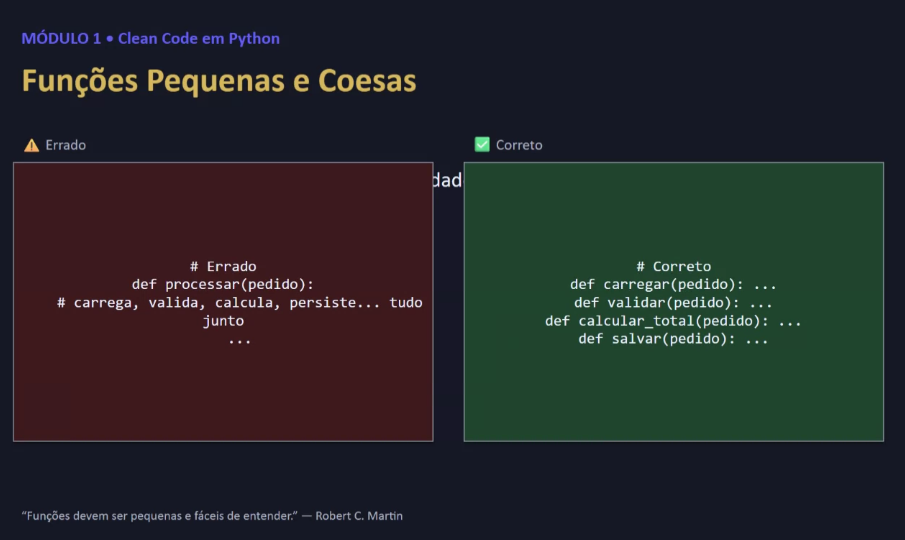 MÓDULO 1 • Clean Code em Python
Funções Pequenas e Coesas
⚠️ Errado
# Errado
def processar(pedido):
# carrega, valida, calcula, persiste... tudo
junto
...
✅ Correto
# Correto
def carregar(pedido): ...
def validar(pedido): ...
def calcular_total(pedido): ...
def salvar(pedido): ...
“Funções devem ser pequenas e fáceis de entender.” — Robert C. Martin